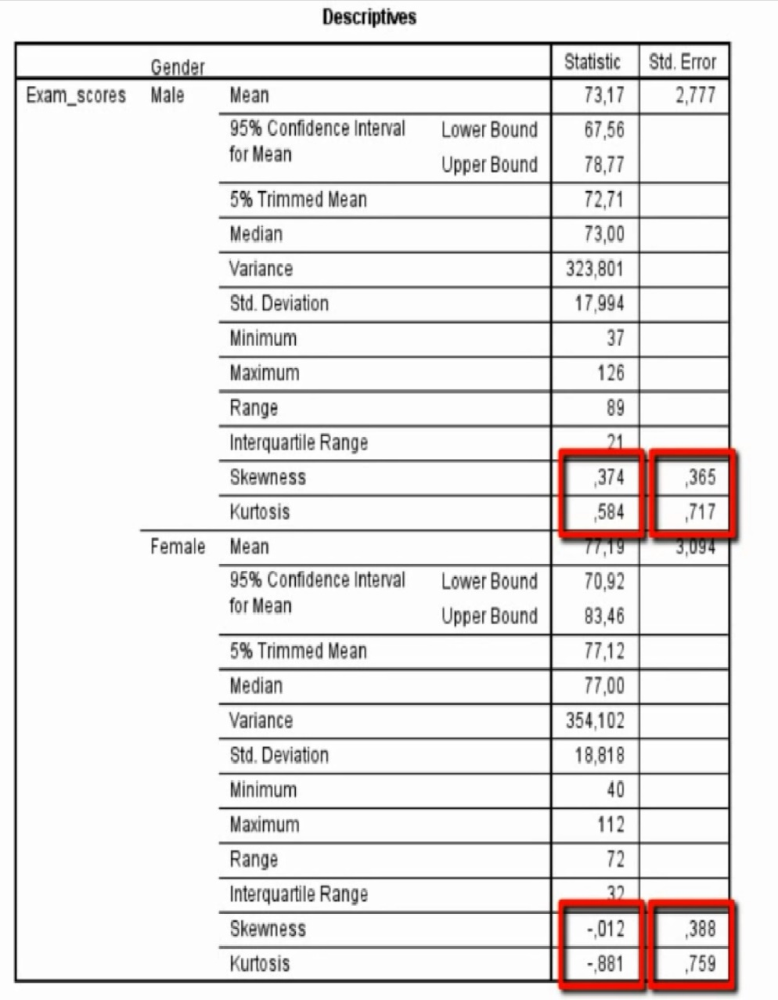 Descriptives
Gender Statistic Std. Error
Exam_scores Male Mean 73,17 2,777
95% Confidence Interval for Mean Lower Bound 67,56
Upper Bound 78,77
5% Trimmed Mean 72,71
Median 73,00
Variance 323,801
Std. Deviation 17,994
Minimum 37
Maximum 126
Range 89
Interquartile Range 21
Skewness ,374 ,365
Kurtosis ,584 ,717
Female Mean 77,19 3,094
95% Confidence Interval for Mean Lower Bound 70,92
Upper Bound 83,46
5% Trimmed Mean 77,12
Median 77,00
Variance 354,102
Std. Deviation 18,818
Minimum 40
Maximum 112
Range 72
Interquartile Range 32
Skewness -,012 ,388
Kurtosis -,881 ,759